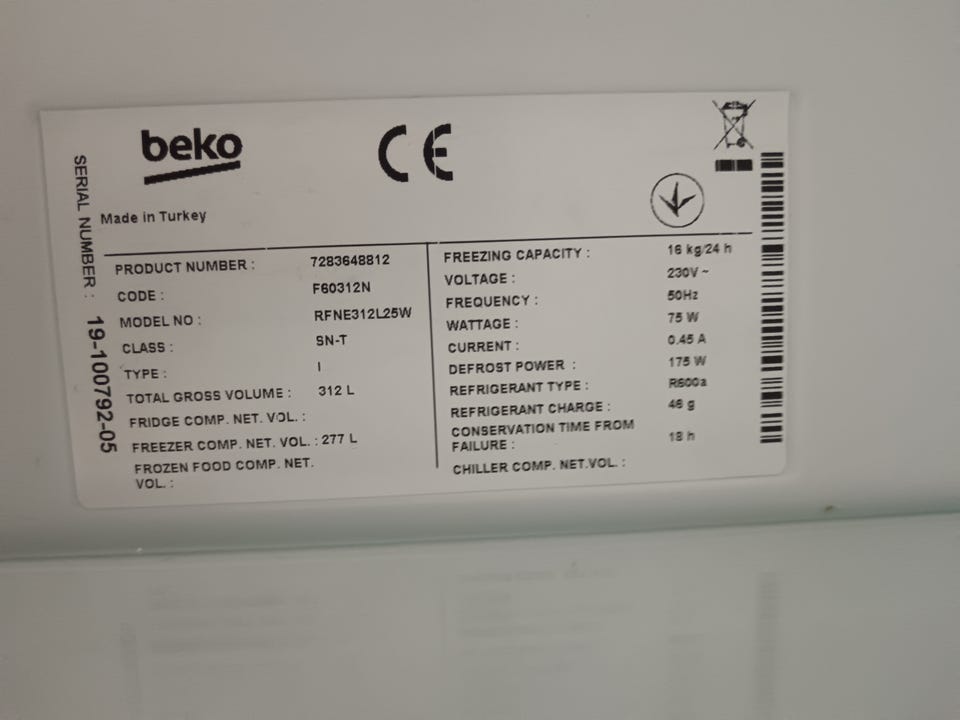 beko
CE
Made in Turkey
SERIAL NUMBER : 19-100792-05
PRODUCT NUMBER : 7283648812
CODE : F60312N
MODEL NO : RFNE312L25W
CLASS : SN-T
TYPE : I
TOTAL GROSS VOLUME : 312 L
FRIDGE COMP. NET. VOL. :
FREEZER COMP. NET. VOL. : 277 L
FROZEN FOOD COMP. NET.
VOL. :
FREEZING CAPACITY : 16 kg/24 h
VOLTAGE : 230V ~
FREQUENCY : 50Hz
WATTAGE : 75 W
CURRENT : 0.45 A
DEFROST POWER : 175 W
REFRIGERANT TYPE : R600a
REFRIGERANT CHARGE : 46 g
CONSERVATION TIME FROM
FAILURE : 18 h
CHILLER COMP. NET.VOL. :